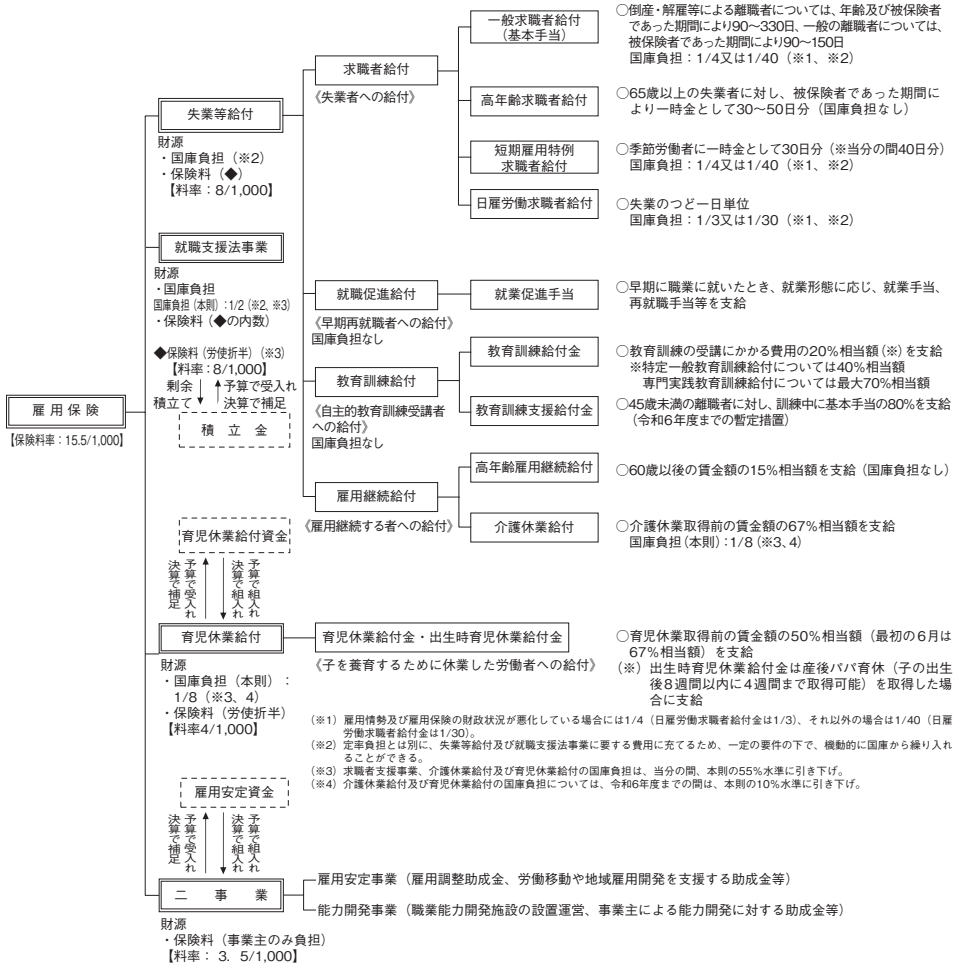 雇用保険
【保険料率：15.5/1,000】
失業等給付
財源
・国庫負担（※2）
・保険料（◆）
【料率：8/1,000】
就職支援法事業
財源
・国庫負担
国庫負担（本則）：1/2（※2、※3）
・保険料（◆の内数）
◆保険料（労使折半）（※3）
【料率：8/1,000】
剰余
積立て
予算で受入れ
決算で補足
積立金
育児休業給付資金
予算で受入れ
決算で補足
予算で組入れ
決算で組入れ
育児休業給付
財源
・国庫負担（本則）：
1/8（※3、4）
・保険料（労使折半）
【料率4/1,000】
雇用安定資金
予算で受入れ
決算で補足
予算で組入れ
決算で組入れ
二事業
財源
・保険料（事業主のみ負担）
【料率： 3. 5/1,000】
求職者給付
《失業者への給付》
一般求職者給付
（基本手当）
○倒産・解雇等による離職者については、年齢及び被保険者
であった期間により90～330日、一般の離職者については、
被保険者であった期間により90～150日
国庫負担：1/4又は1/40（※1、※2）
高年齢求職者給付
○65歳以上の失業者に対し、被保険者であった期間に
より一時金として30～50日分（国庫負担なし）
短期雇用特例
求職者給付
○季節労働者に一時金として30日分（※当分の間40日分）
国庫負担：1/4又は1/40（※1、※2）
日雇労働求職者給付
○失業のつど一日単位
国庫負担：1/3又は1/30（※1、※2）
就職促進給付
《早期再就職者への給付》
国庫負担なし
就業促進手当
○早期に職業に就いたとき、就業形態に応じ、就業手当、
再就職手当等を支給
教育訓練給付
《自主的教育訓練受講者
への給付》
国庫負担なし
教育訓練給付金
○教育訓練の受講にかかる費用の20%相当額（※）を支給
※特定一般教育訓練給付については40%相当額
専門実践教育訓練給付については最大70%相当額
教育訓練支援給付金
○45歳未満の離職者に対し、訓練中に基本手当の80%を支給
（令和6年度までの暫定措置）
雇用継続給付
《雇用継続する者への給付》
高年齢雇用継続給付
○60歳以後の賃金額の15%相当額を支給（国庫負担なし）
介護休業給付
○介護休業取得前の賃金額の67%相当額を支給
国庫負担（本則）：1/8（※3、4）
育児休業給付金・出生時育児休業給付金
《子を養育するために休業した労働者への給付》
○育児休業取得前の賃金額の50%相当額（最初の6月は
67%相当額）を支給
（※）出生時育児休業給付金は産後パパ育休（子の出生
後8週間以内に4週間まで取得可能）を取得した場
合に支給
（※1）雇用情勢及び雇用保険の財政状況が悪化している場合には1/4（日雇労働求職者給付金は1/3）、それ以外の場合は1/40（日雇
労働求職者給付金は1/30）。
（※2）定率負担とは別に、失業等給付及び就職支援法事業に要する費用に充てるため、一定の要件の下で、機動的に国庫から繰り入れ
ることができる。
（※3）求職者支援事業、介護休業給付及び育児休業給付の国庫負担は、当分の間、本則の55%水準に引き下げ。
（※4）介護休業給付及び育児休業給付の国庫負担については、令和6年度までの間は、本則の10%水準に引き下げ。
雇用安定事業（雇用調整助成金、労働移動や地域雇用開発を支援する助成金等）
能力開発事業（職業能力開発施設の設置運営、事業主による能力開発に対する助成金等）